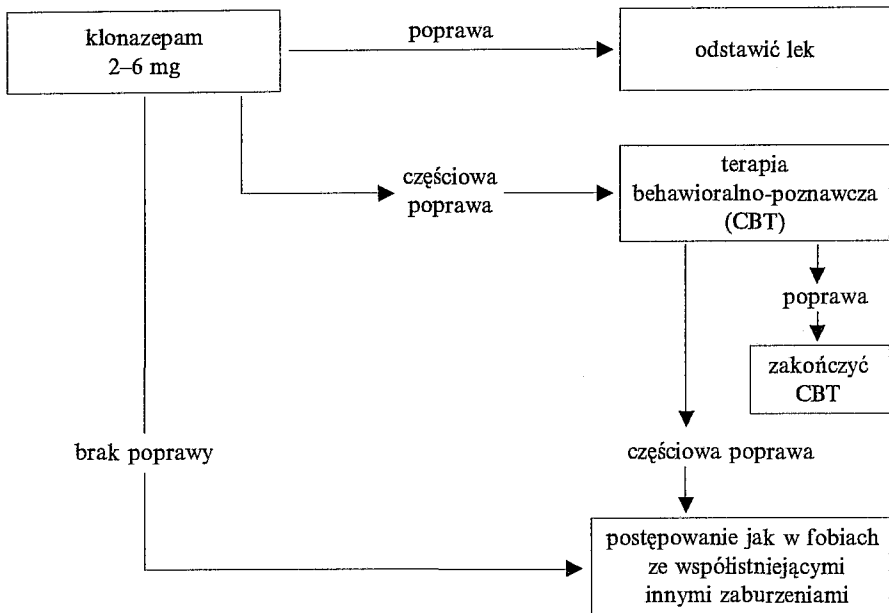 klonazepam
2–6 mg
poprawa
odstawić lek
częściowa
poprawa
terapia
behawioralno-poznawcza
(CBT)
poprawa
zakończyć
CBT
brak poprawy
częściowa poprawa
postępowanie jak w fobiach
ze współistniejącymi
innymi zaburzeniami